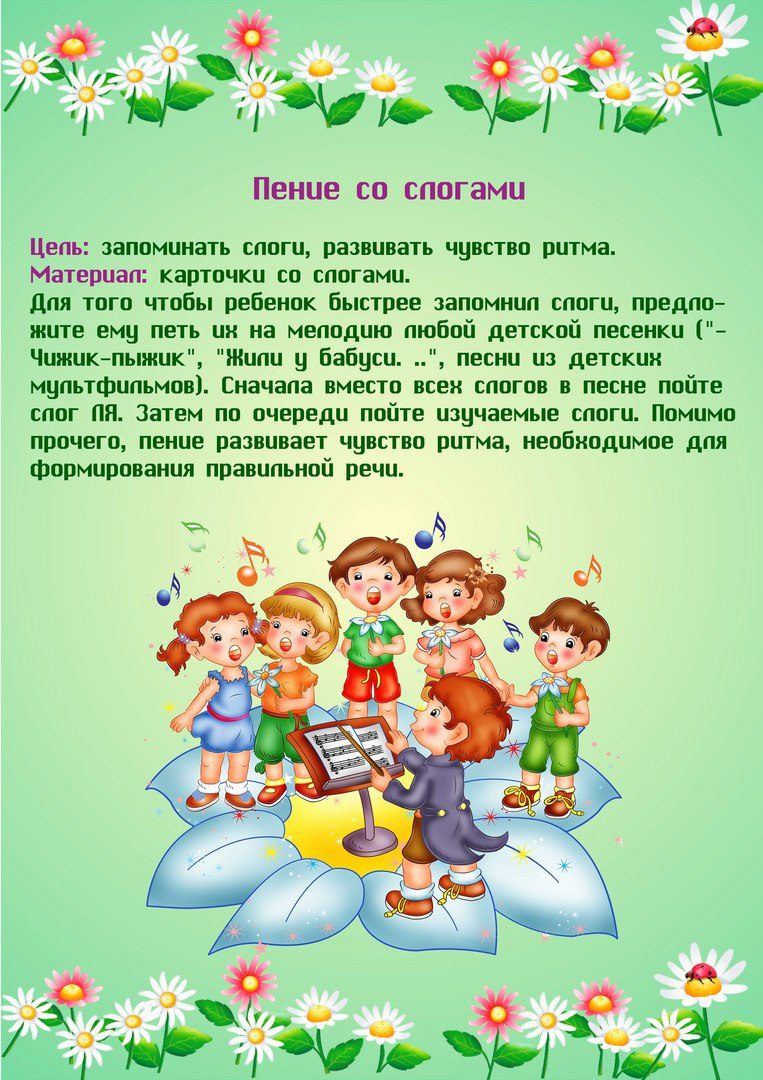 Пение со слогами
Цель: запоминать слоги, развивать чувство ритма.
Материал: карточки со слогами.
Для того чтобы ребенок быстрее запомнил слоги, предло-
жите ему петь их на мелодию любой детской песенки ("-
Чижик-пыжик", "Жили у бабуси. ..", песни из детских
мультфильмов). Сначала вместо всех слогов в песне пойте
слог ЛЯ. Затем по очереди пойте изучаемые слоги. Помимо
прочего, пение развивает чувство ритма, необходимое для
формирования правильной речи.